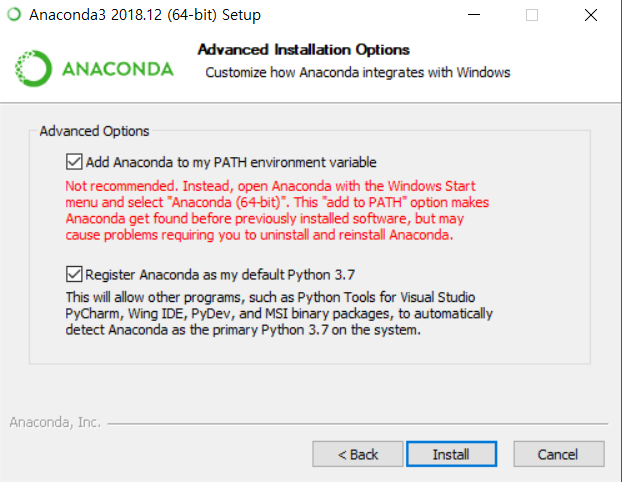 Anaconda3 2018.12 (64-bit) Setup
Advanced Installation Options
Customize how Anaconda integrates with Windows
ANACONDA
Advanced Options
Add Anaconda to my PATH environment variable
Not recommended. Instead, open Anaconda with the Windows Start
menu and select "Anaconda (64-bit)". This "add to PATH" option makes
Anaconda get found before previously installed software, but may
cause problems requiring you to uninstall and reinstall Anaconda.
Register Anaconda as my default Python 3.7
This will allow other programs, such as Python Tools for Visual Studio
PyCharm, Wing IDE, PyDev, and MSI binary packages, to automatically
detect Anaconda as the primary Python 3.7 on the system.
Anaconda, Inc.
< Back
Install
Cancel